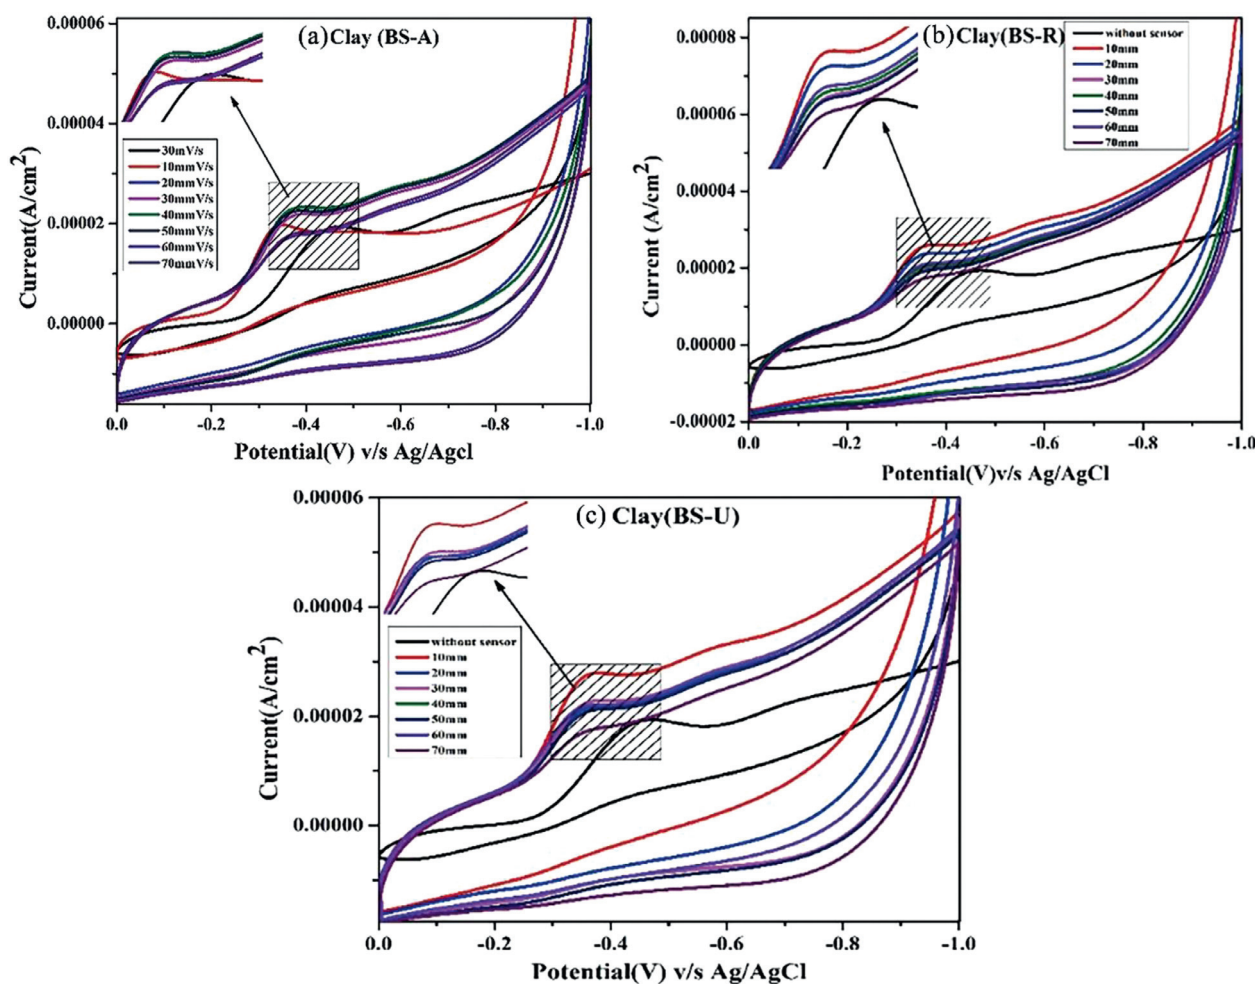 (a) Clay (BS-A)
0.00006
0.00004
0.00002
0.00000
Current(A/cm2)
30mV/s
10mmV/s
20mmV/s
30mmV/s
40mmV/s
50mmV/s
60mmV/s
70mmV/s
0.0 -0.2 -0.4 -0.6 -0.8 -1.0
Potential(V) v/s Ag/Agcl
(b) Clay(BS-R)
0.00008
0.00006
0.00004
0.00002
0.00000
-0.00002
Current (A/cm2)
without sensor
10mm
20mm
30mm
40mm
50mm
60mm
70mm
0.0 -0.2 -0.4 -0.6 -0.8 -1.0
Potential(V)v/s Ag/AgCl
(c) Clay(BS-U)
0.00006
0.00004
0.00002
0.00000
Current(A/cm2)
without sensor
10mm
20mm
30mm
40mm
50mm
60mm
70mm
0.0 -0.2 -0.4 -0.6 -0.8 -1.0
Potential(V) v/s Ag/AgCl